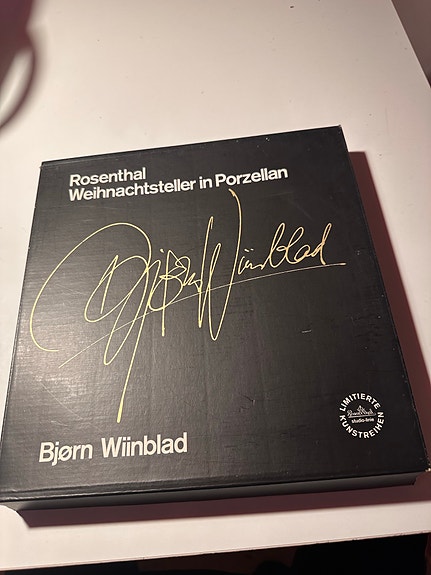 Rosenthal
Weihnachtsteller in Porzellan
Bjørn Wiinblad
LIMITIERTE
KUNSTREIHEN
studio-linie
Bjørn Wiinblad